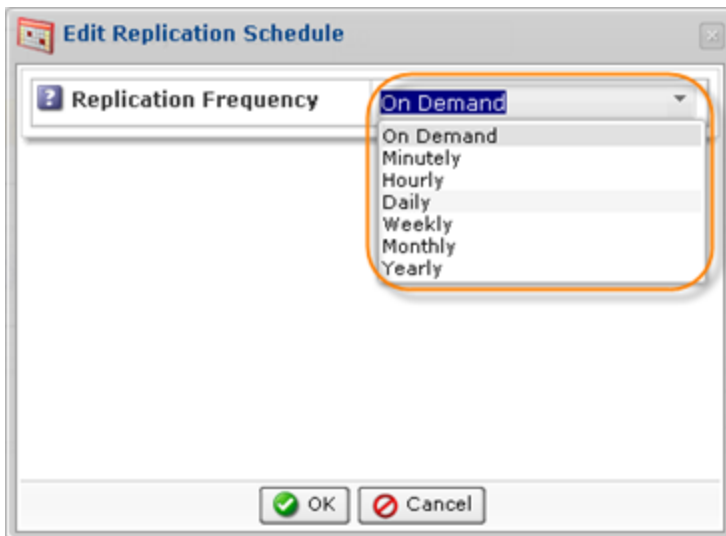 Edit Replication Schedule
Replication Frequency
On Demand
On Demand
Minutely
Hourly
Daily
Weekly
Monthly
Yearly
OK
Cancel